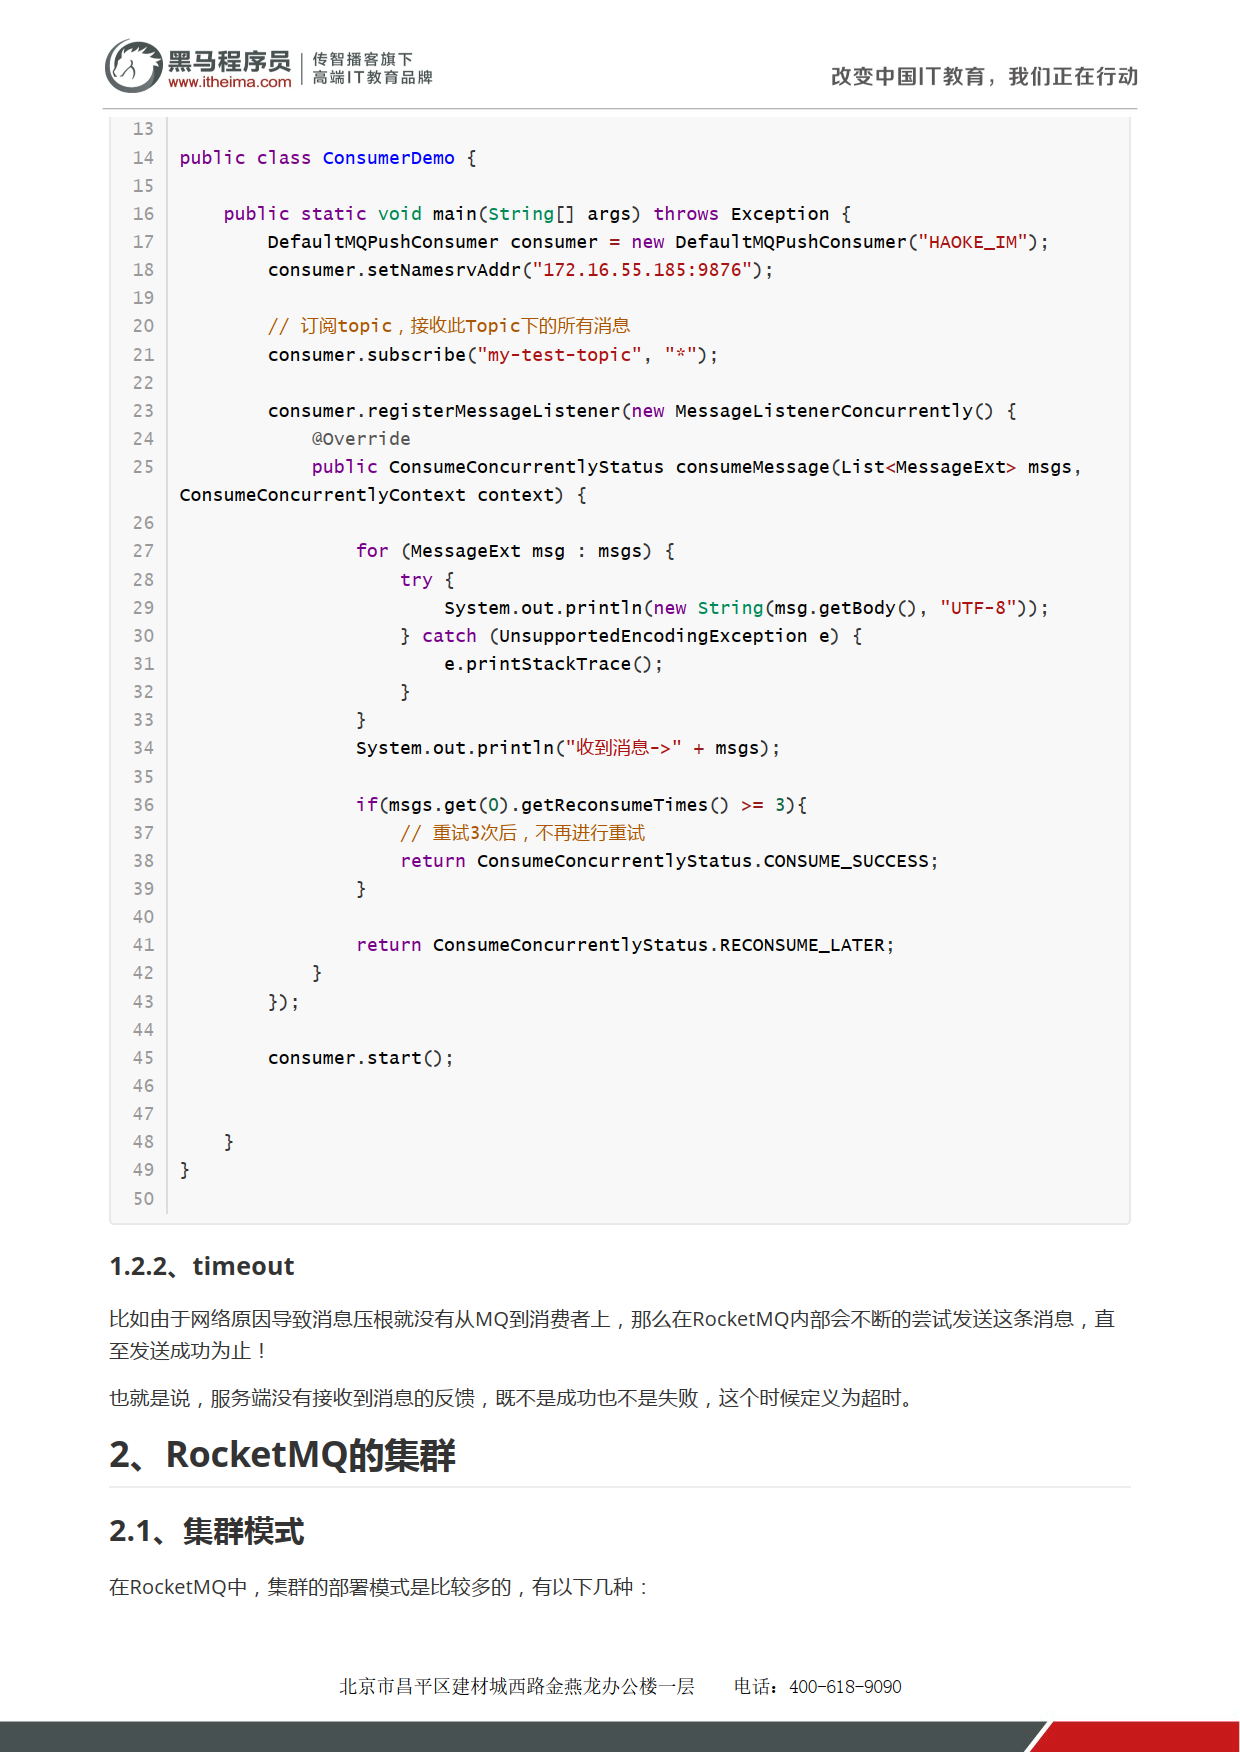 黑马程序员
www.itheima.com
传智播客旗下
高端IT教育品牌
改变中国IT教育，我们正在行动
13
14 public class ConsumerDemo {
15
16     public static void main(String[] args) throws Exception {
17         DefaultMQPushConsumer consumer = new DefaultMQPushConsumer("HAOKE_IM");
18         consumer.setNamesrvAddr("172.16.55.185:9876");
19
20         // 订阅topic，接收此Topic下的所有消息
21         consumer.subscribe("my-test-topic", "*");
22
23         consumer.registerMessageListener(new MessageListenerConcurrently() {
24             @Override
25             public ConsumeConcurrentlyStatus consumeMessage(List<MessageExt> msgs,
ConsumeConcurrentlyContext context) {
26
27                 for (MessageExt msg : msgs) {
28                     try {
29                         System.out.println(new String(msg.getBody(), "UTF-8"));
30                     } catch (UnsupportedEncodingException e) {
31                         e.printStackTrace();
32                     }
33                 }
34                 System.out.println("收到消息->" + msgs);
35
36                 if(msgs.get(0).getReconsumeTimes() >= 3){
37                     // 重试3次后，不再进行重试
38                     return ConsumeConcurrentlyStatus.CONSUME_SUCCESS;
39                 }
40
41                 return ConsumeConcurrentlyStatus.RECONSUME_LATER;
42             }
43         });
44
45         consumer.start();
46
47
48     }
49 }
50
1.2.2、timeout
比如由于网络原因导致消息压根就没有从MQ到消费者上，那么在RocketMQ内部会不断的尝试发送这条消息，直
至发送成功为止！
也就是说，服务端没有接收到消息的反馈，既不是成功也不是失败，这个时候定义为超时。
2、RocketMQ的集群
2.1、集群模式
在RocketMQ中，集群的部署模式是比较多的，有以下几种：
北京市昌平区建材城西路金燕龙办公楼一层 电话：400-618-9090